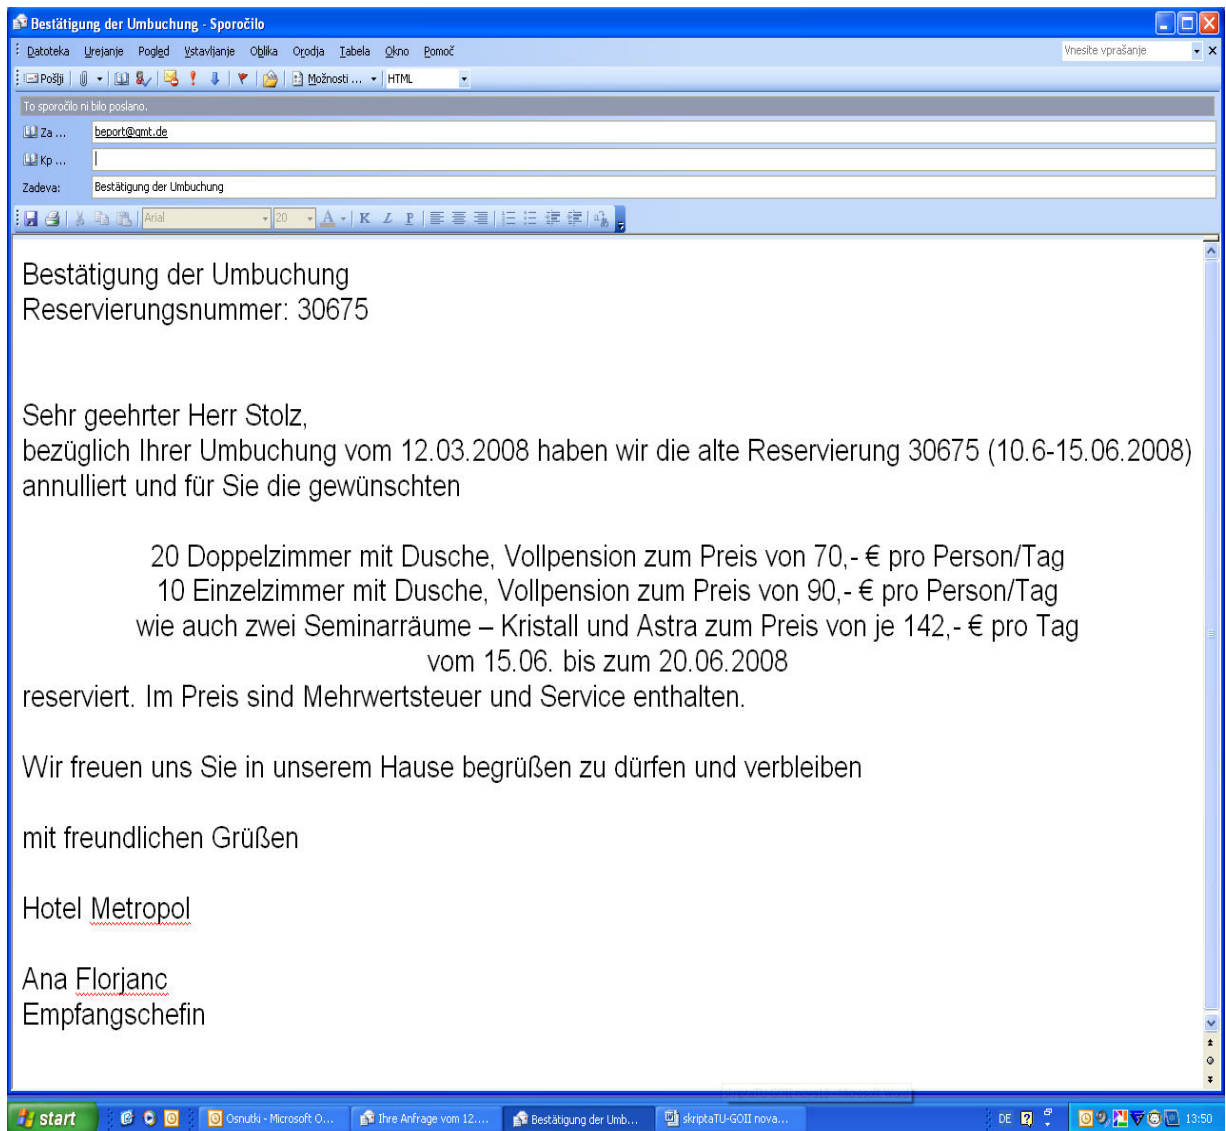 Bestätigung der Umbuchung - Sporočilo
Datoteka Urejanje Pogled Vstavljanje Oblika Orodja Tabela Okno Pomoč Vnesite vprašanje
Pošlji Možnosti ... HTML
To sporočilo ni bilo poslano.
Za ... beport@gmt.de
Kp ...
Zadeva: Bestätigung der Umbuchung
Arial 20 A K L P
Bestätigung der Umbuchung
Reservierungsnummer: 30675
Sehr geehrter Herr Stolz,
bezüglich Ihrer Umbuchung vom 12.03.2008 haben wir die alte Reservierung 30675 (10.6-15.06.2008)
annulliert und für Sie die gewünschten
20 Doppelzimmer mit Dusche, Vollpension zum Preis von 70,- € pro Person/Tag
10 Einzelzimmer mit Dusche, Vollpension zum Preis von 90,- € pro Person/Tag
wie auch zwei Seminarräume – Kristall und Astra zum Preis von je 142,- € pro Tag
vom 15.06. bis zum 20.06.2008
reserviert. Im Preis sind Mehrwertsteuer und Service enthalten.
Wir freuen uns Sie in unserem Hause begrüßen zu dürfen und verbleiben
mit freundlichen Grüßen
Hotel Metropol
Ana Florjanc
Empfangschefin
start Osnutki - Microsoft O... Ihre Anfrage vom 12.... Bestätigung der Umb... skriptaTU-GOII nova... DE 13:50